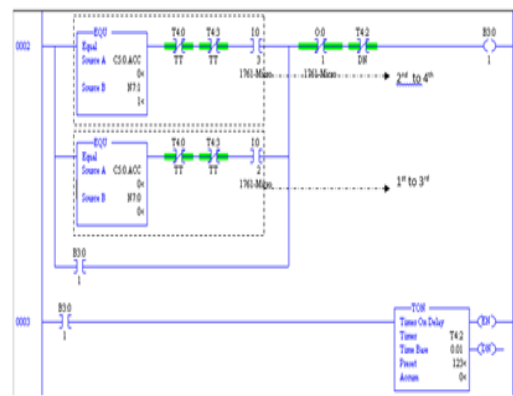 0002
EQU
Equal
Source A C5:0.ACC
0<
Source B N7:1
1<
T4:0
TT
T4:3
TT
I:0
3
1761-Micro
O:0
1
1761-Micro
T4:2
DN
B3:0
1
2nd to 4th
EQU
Equal
Source A C5:0.ACC
0<
Source B N7:0
0<
T4:0
TT
T4:3
TT
I:0
2
1761-Micro
1st to 3rd
B3:0
1
0003
B3:0
1
TON
Timer On Delay
Timer T4:2
Time Base 0.01
Preset 123<
Accum 0<
EN
DN